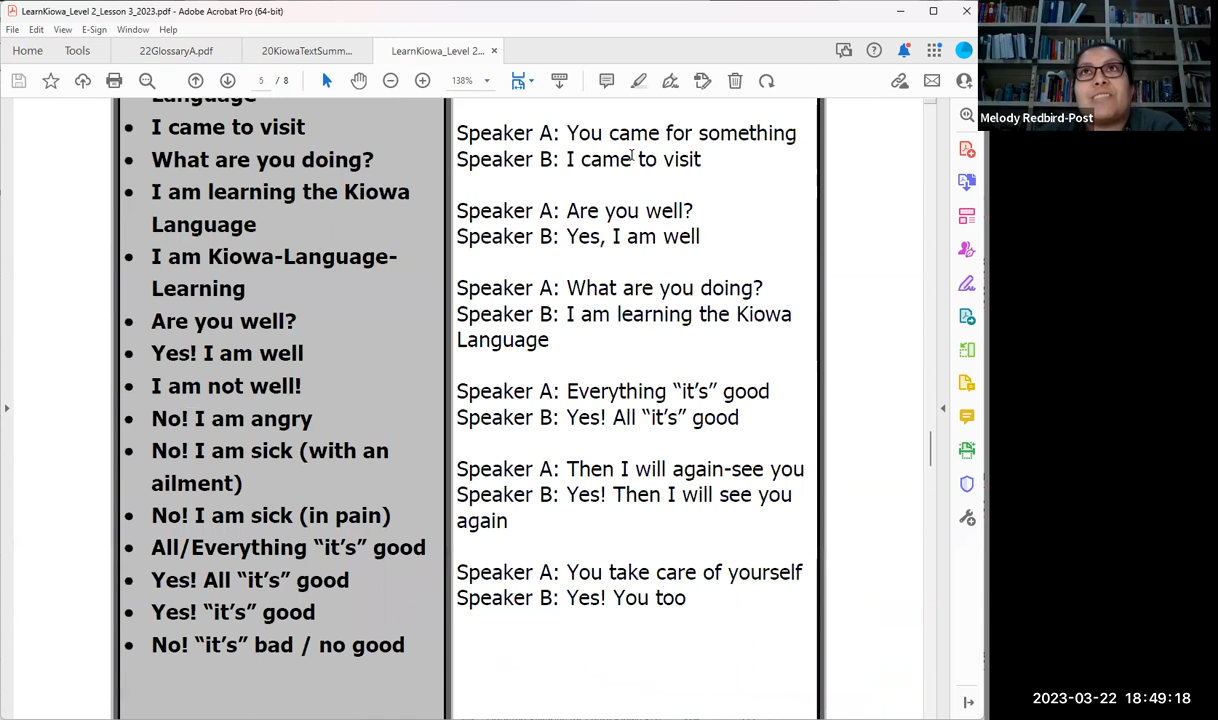 LearnKiowa_Level 2_Lesson 3_2023.pdf - Adobe Acrobat Pro (64-bit)
File Edit View E-Sign Window Help
Home Tools 22GlossaryA.pdf 20KiowaTextSumm... LearnKiowa_Level 2...
5 / 8 138%
Melody Redbird-Post
Language
• I came to visit
• What are you doing?
• I am learning the Kiowa
Language
• I am Kiowa-Language-
Learning
• Are you well?
• Yes! I am well
• I am not well!
• No! I am angry
• No! I am sick (with an
ailment)
• No! I am sick (in pain)
• All/Everything “it’s” good
• Yes! All “it’s” good
• Yes! “it’s” good
• No! “it’s” bad / no good
Speaker A: You came for something
Speaker B: I came to visit
Speaker A: Are you well?
Speaker B: Yes, I am well
Speaker A: What are you doing?
Speaker B: I am learning the Kiowa
Language
Speaker A: Everything “it’s” good
Speaker B: Yes! All “it’s” good
Speaker A: Then I will again-see you
Speaker B: Yes! Then I will see you
again
Speaker A: You take care of yourself
Speaker B: Yes! You too
2023-03-22 18:49:18